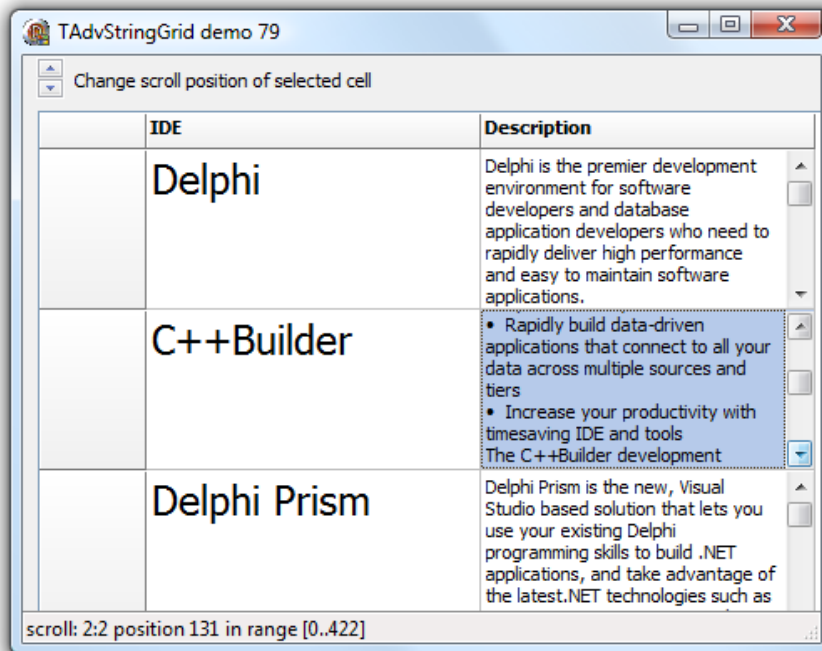 TAdvStringGrid demo 79
Change scroll position of selected cell
IDE
Description
Delphi
Delphi is the premier development
environment for software
developers and database
application developers who need to
rapidly deliver high performance
and easy to maintain software
applications.
C++Builder
• Rapidly build data-driven
applications that connect to all your
data across multiple sources and
tiers
• Increase your productivity with
timesaving IDE and tools
The C++Builder development
Delphi Prism
Delphi Prism is the new, Visual
Studio based solution that lets you
use your existing Delphi
programming skills to build .NET
applications, and take advantage of
the latest.NET technologies such as
scroll: 2:2 position 131 in range [0..422]